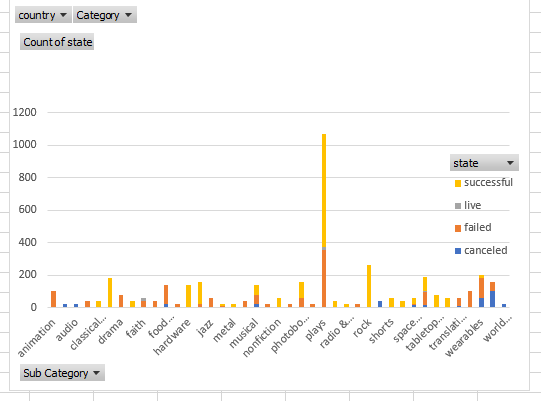 country Category
Count of state
1200
1000
800
600
400
200
0
state
successful
live
failed
canceled
animation
audio
classical...
drama
faith
food...
hardware
jazz
metal
musical
nonfiction
photobo...
plays
radio &...
rock
shorts
space...
tabletop...
translati...
wearables
world...
Sub Category